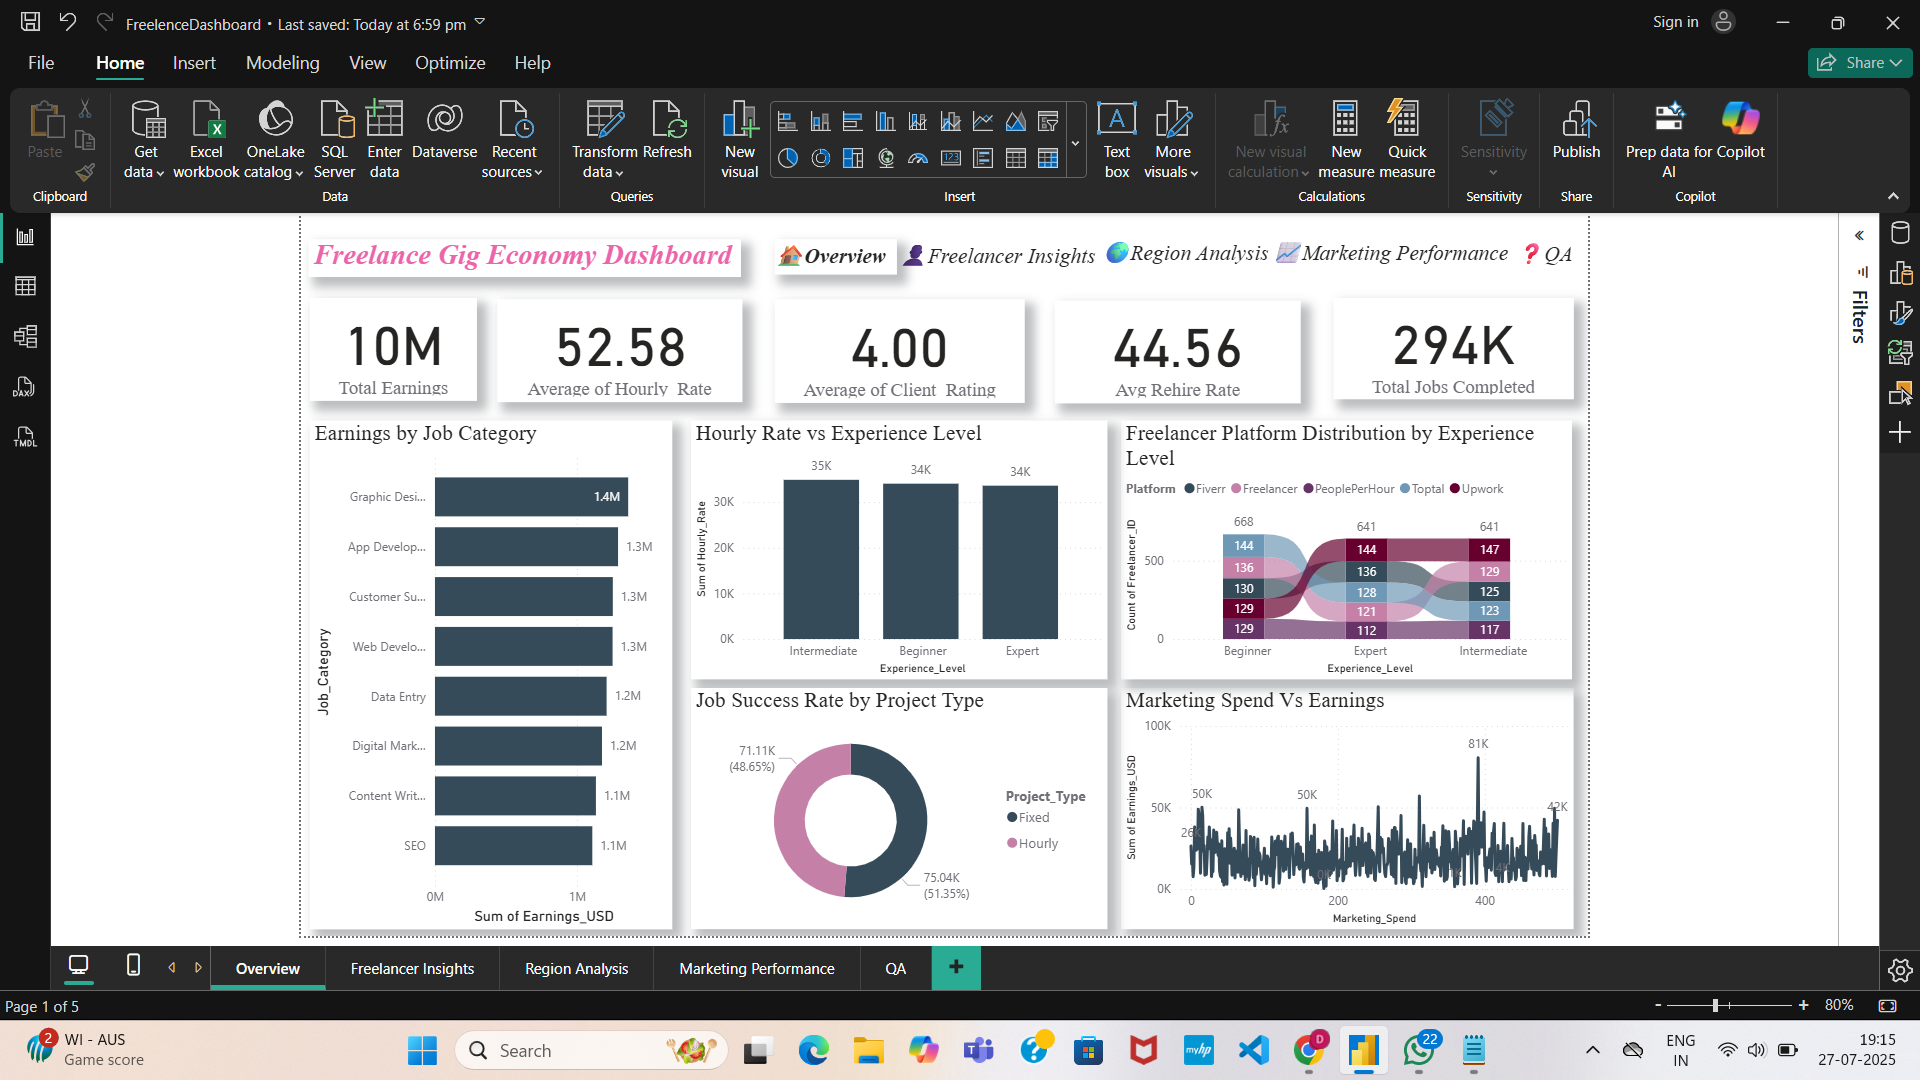 FreelenceDashboard • Last saved: Today at 6:59 pm
Sign in
File Home Insert Modeling View Optimize Help
Share
Paste
Get data
Excel workbook
OneLake catalog
SQL Server
Enter data
Dataverse
Recent sources
Transform data
Refresh
New visual
Text box
More visuals
New visual calculation
New measure
Quick measure
Sensitivity
Publish
Prep data for AI
Copilot
Clipboard
Data
Queries
Insert
Calculations
Sensitivity
Share
Copilot
DAX
TMDL
Filters
Freelance Gig Economy Dashboard
Overview Freelancer Insights Region Analysis Marketing Performance QA
10M
Total Earnings
52.58
Average of Hourly_Rate
4.00
Average of Client_Rating
44.56
Avg Rehire Rate
294K
Total Jobs Completed
Earnings by Job Category
Job_Category
Graphic Desi... 1.4M
App Develop... 1.3M
Customer Su... 1.3M
Web Develo... 1.3M
Data Entry 1.2M
Digital Mark... 1.2M
Content Writ... 1.1M
SEO 1.1M
0M 1M
Sum of Earnings_USD
Hourly Rate vs Experience Level
Sum of Hourly_Rate
35K 34K 34K
30K
20K
10K
0K
Intermediate Beginner Expert
Experience_Level
Freelancer Platform Distribution by Experience
Level
Platform Fiverr Freelancer PeoplePerHour Toptal Upwork
Count of Freelancer_ID
668 641 641
500
0
144 144 147
136 136 129
130 128 125
129 121 123
129 112 117
Beginner Expert Intermediate
Experience_Level
Job Success Rate by Project Type
71.11K
(48.65%)
75.04K
(51.35%)
Project_Type
Fixed
Hourly
Marketing Spend Vs Earnings
Sum of Earnings_USD
100K
50K
0K
26K 50K 50K 81K 42K
0K
0 200 400
Marketing_Spend
Overview Freelancer Insights Region Analysis Marketing Performance QA +
Page 1 of 5
- + 80%
2
WI - AUS
Game score
Search
myhp
D
22
ENG
IN
19:15
27-07-2025